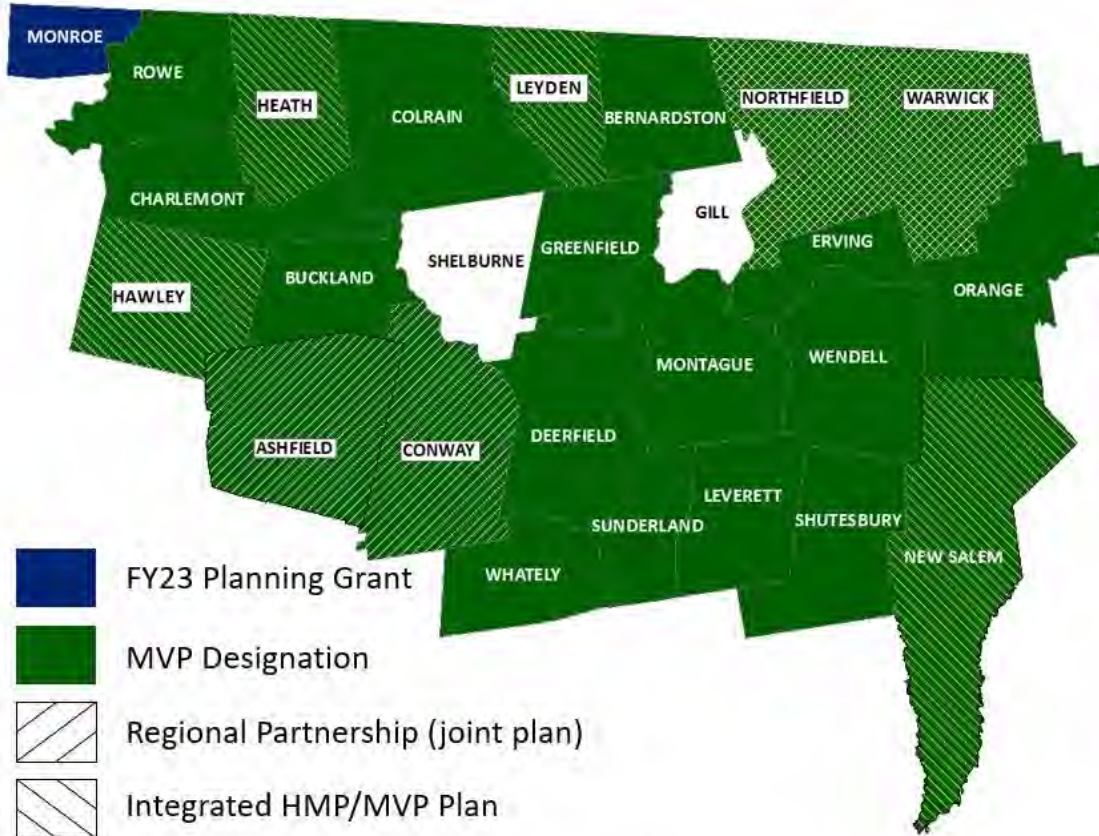 MONROE
ROWE
HEATH
COLRAIN
LEYDEN
BERNARDSTON
NORTHFIELD
WARWICK
CHARLEMONT
GILL
SHELBURNE
GREENFIELD
ERVING
HAWLEY
BUCKLAND
ORANGE
MONTAGUE
WENDELL
ASHFIELD
CONWAY
DEERFIELD
LEVERETT
SUNDERLAND
SHUTESBURY
WHATELY
NEW SALEM
FY23 Planning Grant
MVP Designation
Regional Partnership (joint plan)
Integrated HMP/MVP Plan